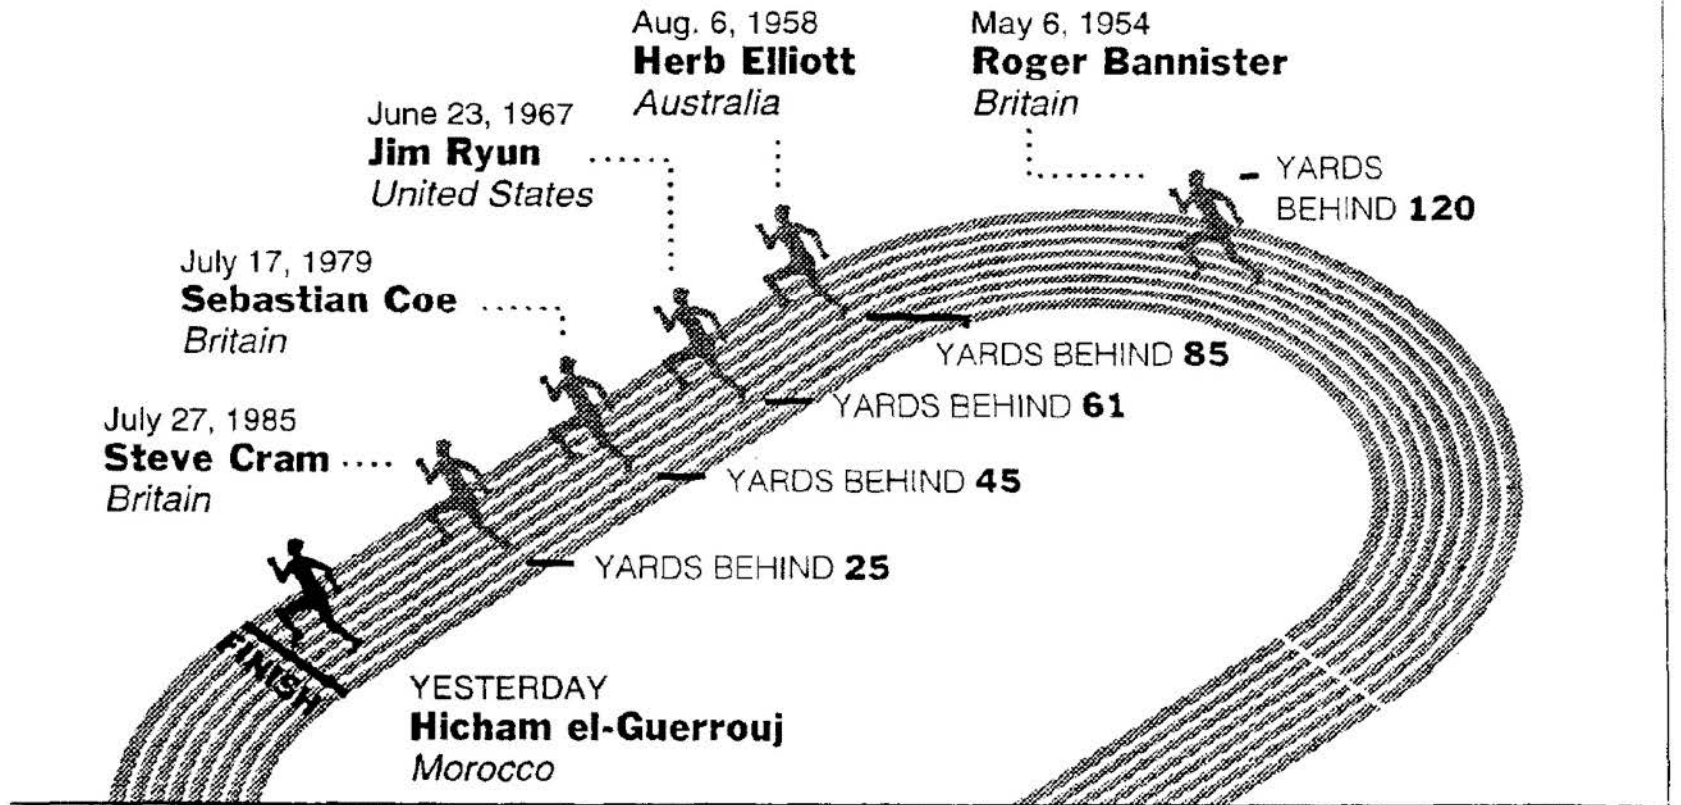 Aug. 6, 1958
Herb Elliott
Australia
May 6, 1954
Roger Bannister
Britain
June 23, 1967
Jim Ryun
United States
YARDS
BEHIND 120
July 17, 1979
Sebastian Coe
Britain
YARDS BEHIND 85
YARDS BEHIND 61
July 27, 1985
Steve Cram
Britain
YARDS BEHIND 45
YARDS BEHIND 25
FINISH
YESTERDAY
Hicham el-Guerrouj
Morocco